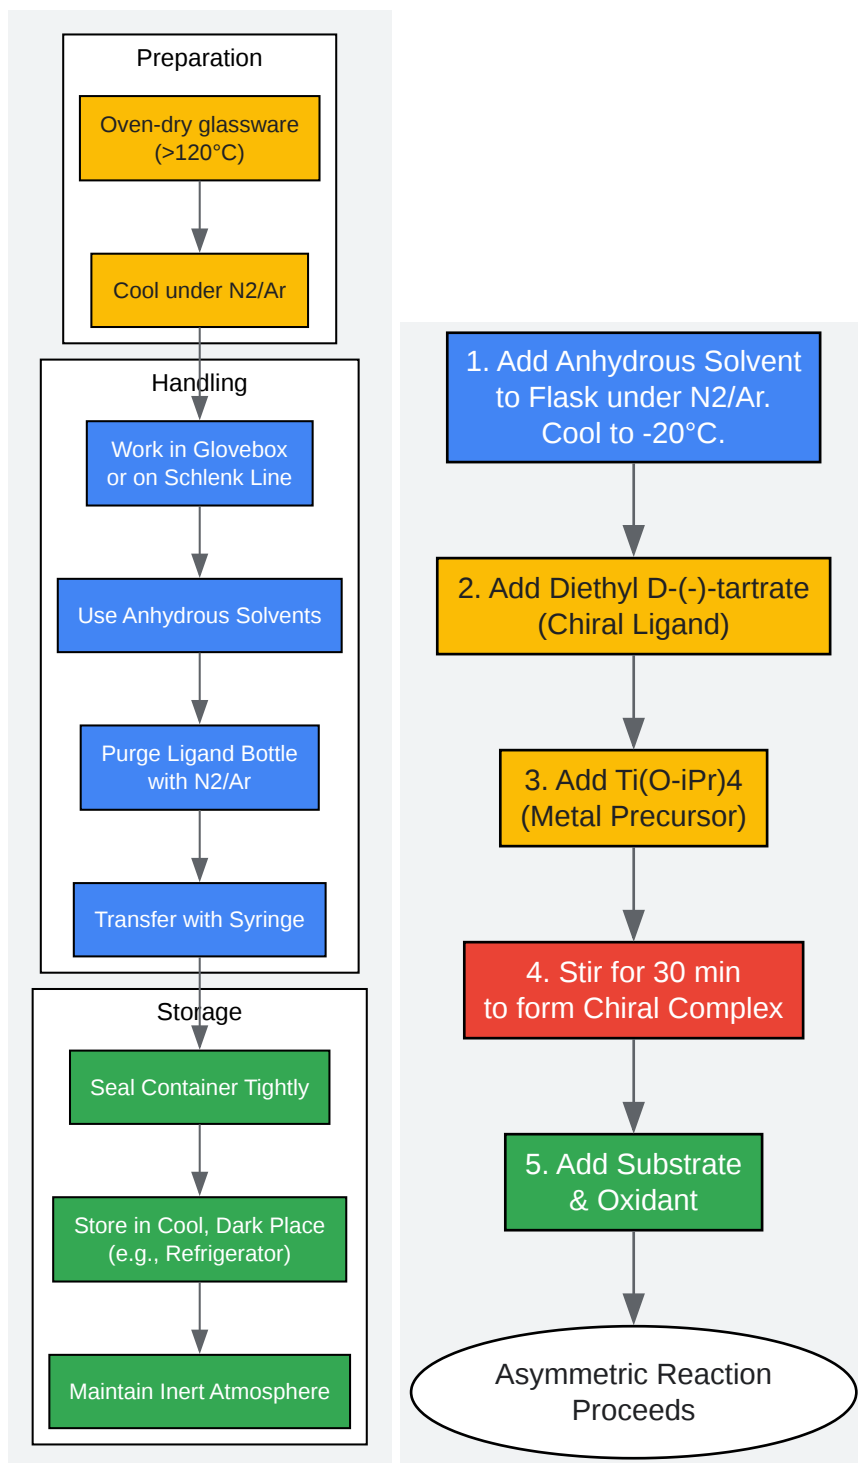 Preparation
Oven-dry glassware
(>120°C)
Cool under N2/Ar
Handling
Work in Glovebox
or on Schlenk Line
Use Anhydrous Solvents
Purge Ligand Bottle
with N2/Ar
Transfer with Syringe
Storage
Seal Container Tightly
Store in Cool, Dark Place
(e.g., Refrigerator)
Maintain Inert Atmosphere
1. Add Anhydrous Solvent
to Flask under N2/Ar.
Cool to -20°C.
2. Add Diethyl D-(-)-tartrate
(Chiral Ligand)
3. Add Ti(O-iPr)4
(Metal Precursor)
4. Stir for 30 min
to form Chiral Complex
5. Add Substrate
& Oxidant
Asymmetric Reaction
Proceeds